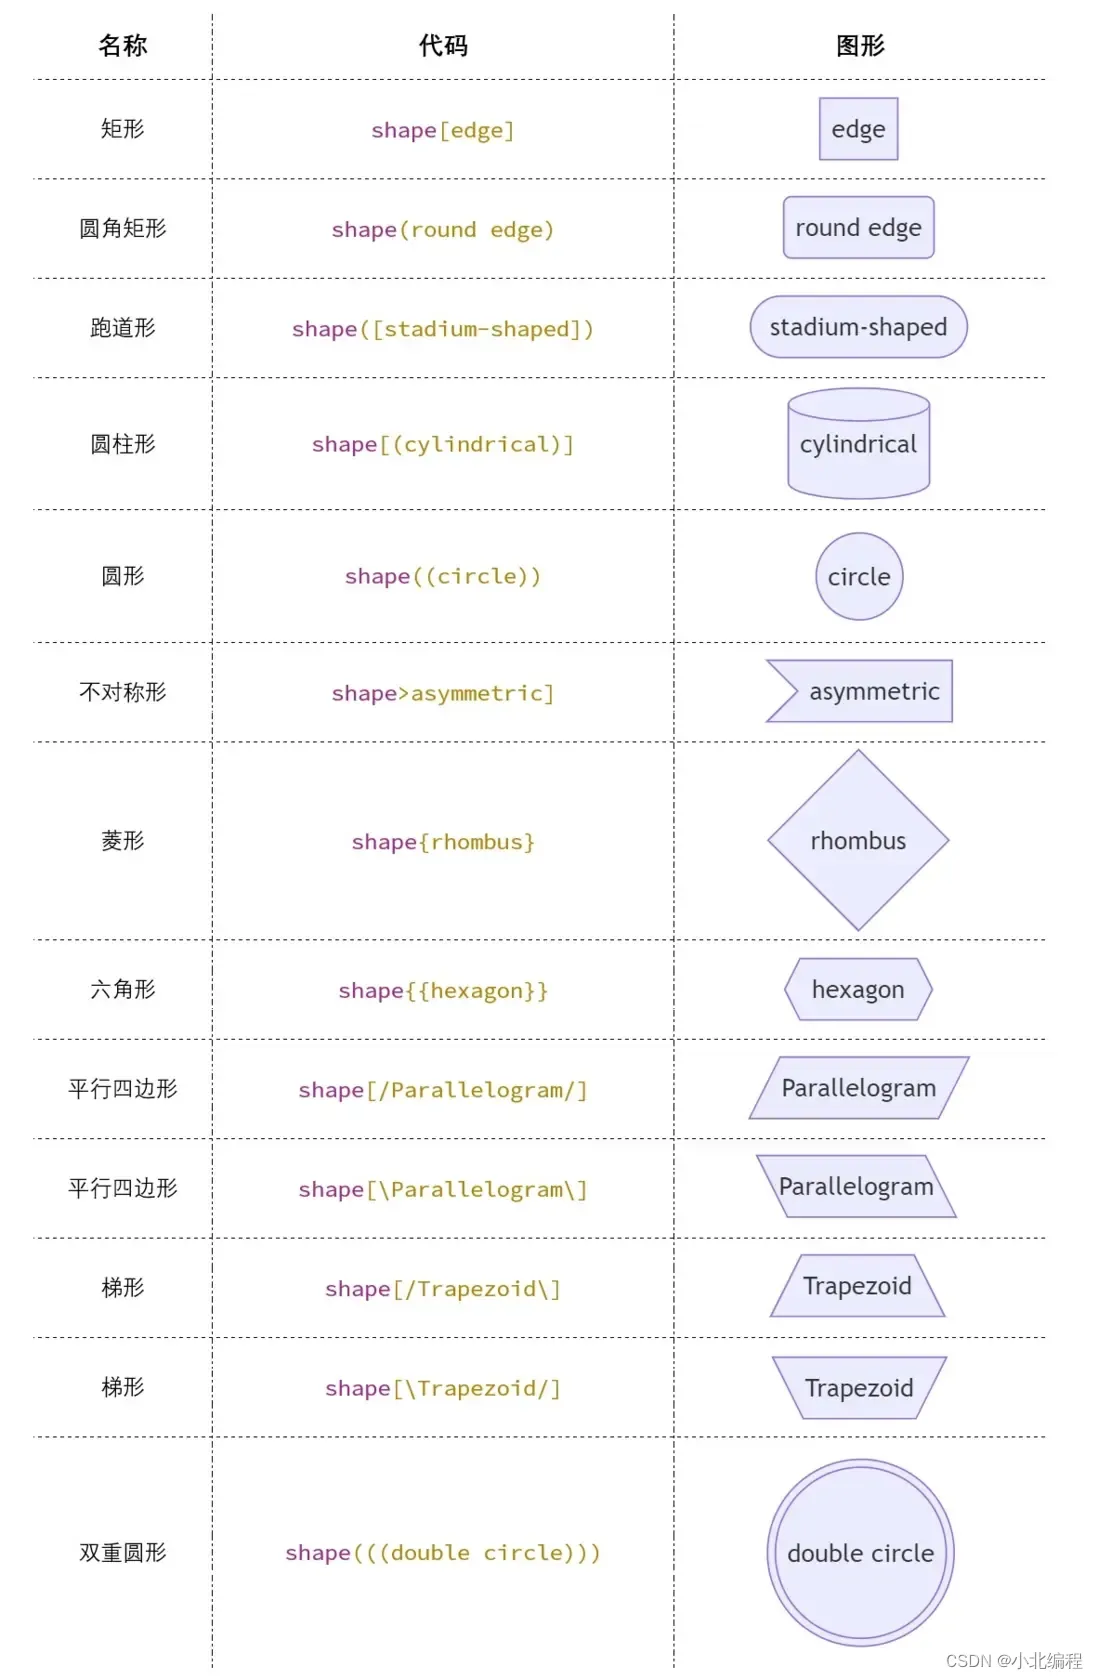 名称 代码 图形
矩形 shape[edge] edge
圆角矩形 shape(round edge) round edge
跑道形 shape([stadium-shaped]) stadium-shaped
圆柱形 shape[(cylindrical)] cylindrical
圆形 shape((circle)) circle
不对称形 shape>asymmetric] asymmetric
菱形 shape{rhombus} rhombus
六角形 shape{{hexagon}} hexagon
平行四边形 shape[/Parallelogram/] Parallelogram
平行四边形 shape[\Parallelogram\] Parallelogram
梯形 shape[/Trapezoid\] Trapezoid
梯形 shape[\Trapezoid/] Trapezoid
双重圆形 shape(((double circle))) double circle
CSDN @小北编程